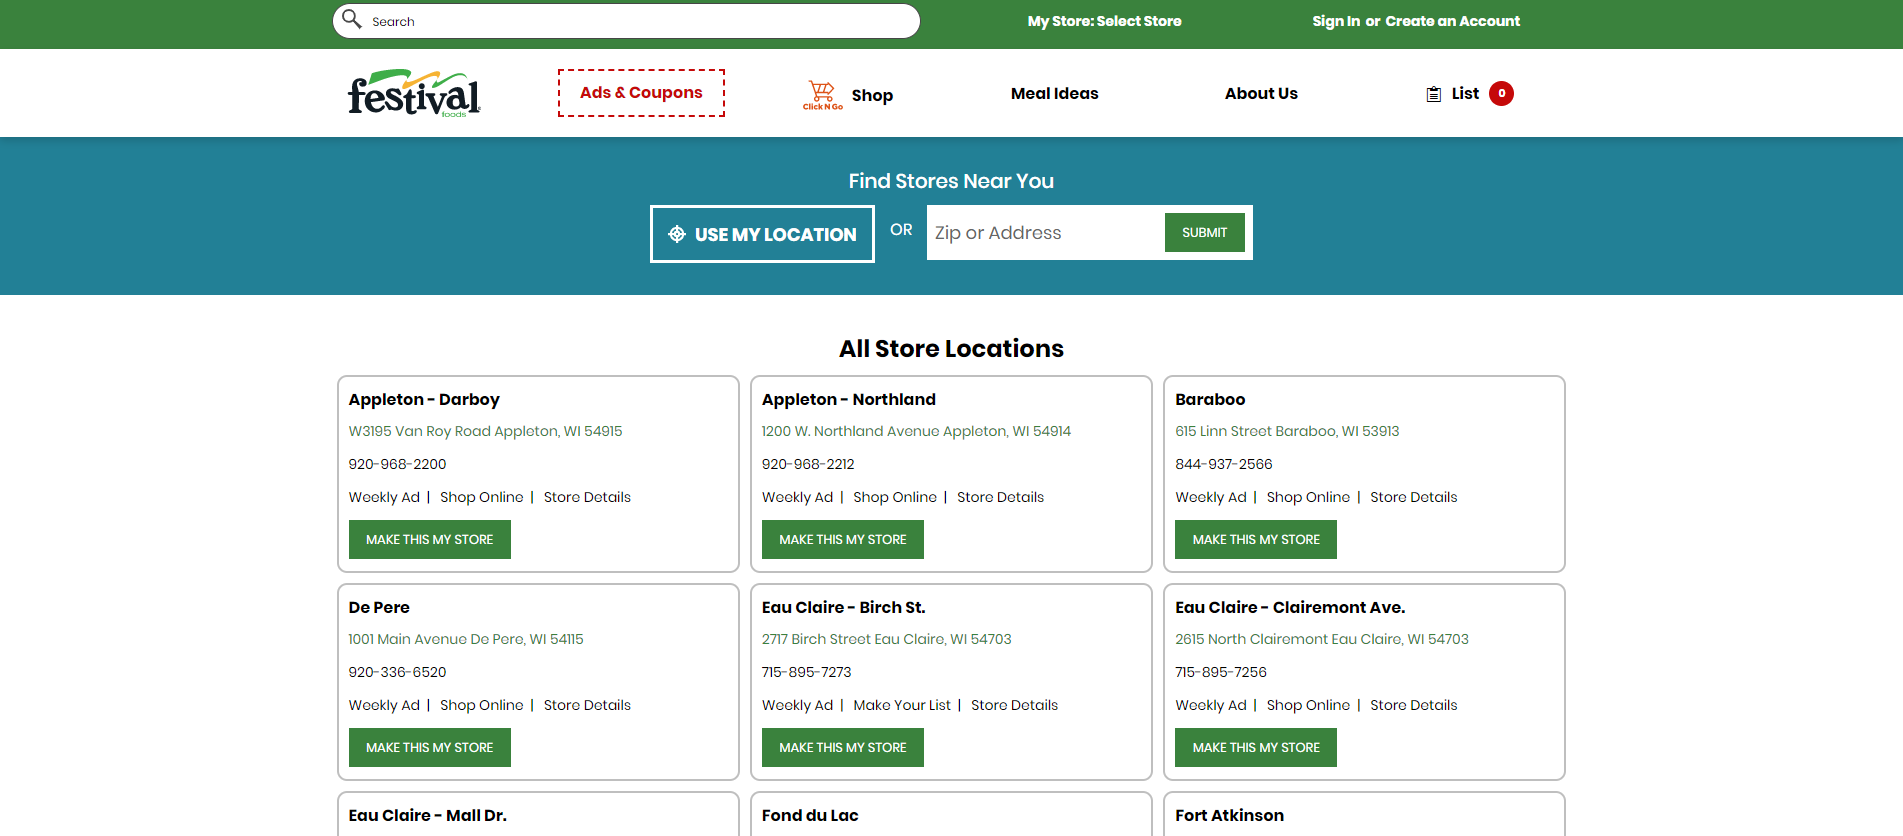 Search
My Store: Select Store
Sign In or Create an Account
festival
foods
Ads & Coupons
Click N Go
Shop
Meal Ideas
About Us
List 0
Find Stores Near You
USE MY LOCATION
OR
Zip or Address
SUBMIT
All Store Locations
Appleton - Darboy
W3195 Van Roy Road Appleton, WI 54915
920-968-2200
Weekly Ad | Shop Online | Store Details
MAKE THIS MY STORE
Appleton - Northland
1200 W. Northland Avenue Appleton, WI 54914
920-968-2212
Weekly Ad | Shop Online | Store Details
MAKE THIS MY STORE
Baraboo
615 Linn Street Baraboo, WI 53913
844-937-2566
Weekly Ad | Shop Online | Store Details
MAKE THIS MY STORE
De Pere
1001 Main Avenue De Pere, WI 54115
920-336-6520
Weekly Ad | Shop Online | Store Details
MAKE THIS MY STORE
Eau Claire - Birch St.
2717 Birch Street Eau Claire, WI 54703
715-895-7273
Weekly Ad | Make Your List | Store Details
MAKE THIS MY STORE
Eau Claire - Clairemont Ave.
2615 North Clairemont Eau Claire, WI 54703
715-895-7256
Weekly Ad | Shop Online | Store Details
MAKE THIS MY STORE
Eau Claire - Mall Dr.
Fond du Lac
Fort Atkinson